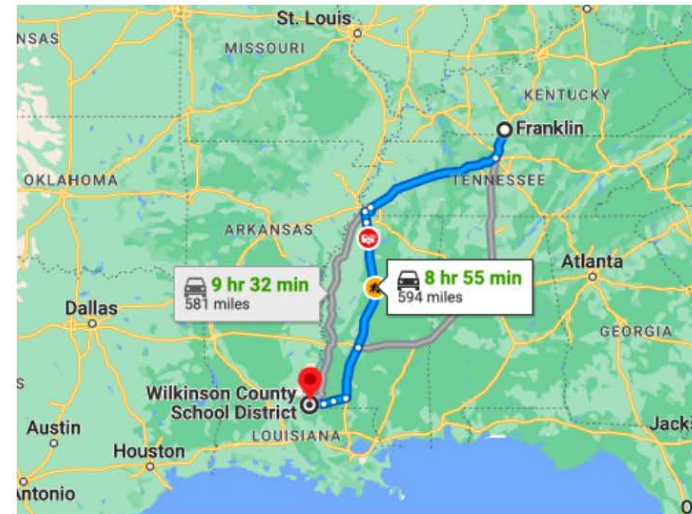 St. Louis
NSAS
MISSOURI
KENTUCKY
Franklin
TENNESSEE
OKLAHOMA
ARKANSAS
9 hr 32 min
581 miles
8 hr 55 min
594 miles
Atlanta
Dallas
GEORGIA
Wilkinson County
School District
LOUISIANA
Austin
Houston
Jacks
ntonio